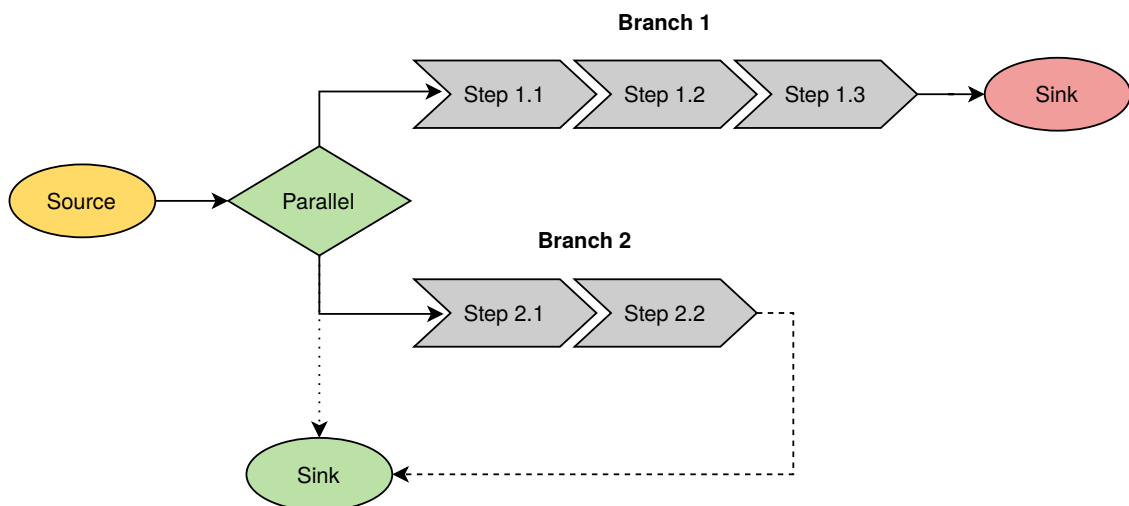 Branch 1
Step 1.1
Step 1.2
Step 1.3
Sink
Source
Parallel
Branch 2
Step 2.1
Step 2.2
Sink